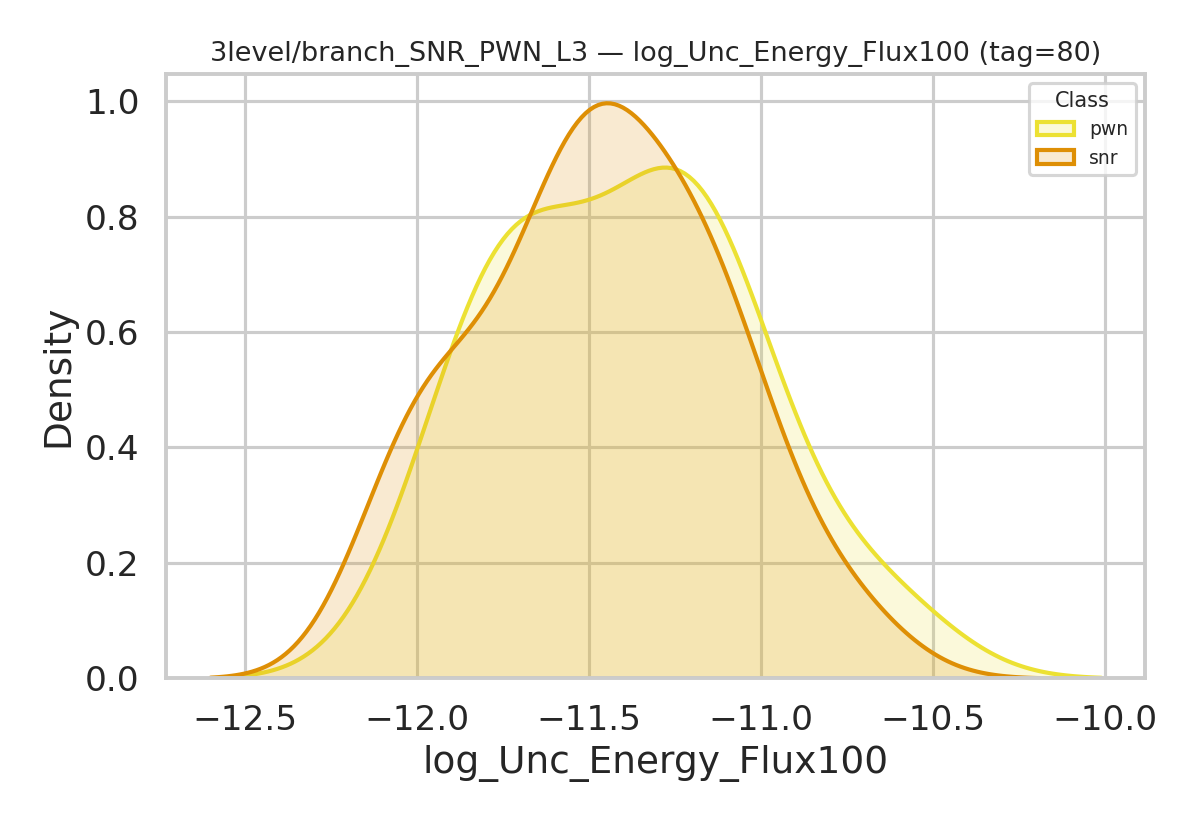 3level/branch_SNR_PWN_L3 — log_Unc_Energy_Flux100 (tag=80)
Class
pwn
snr
Density
1.0
0.8
0.6
0.4
0.2
0.0
−12.5 −12.0 −11.5 −11.0 −10.5 −10.0
log_Unc_Energy_Flux100